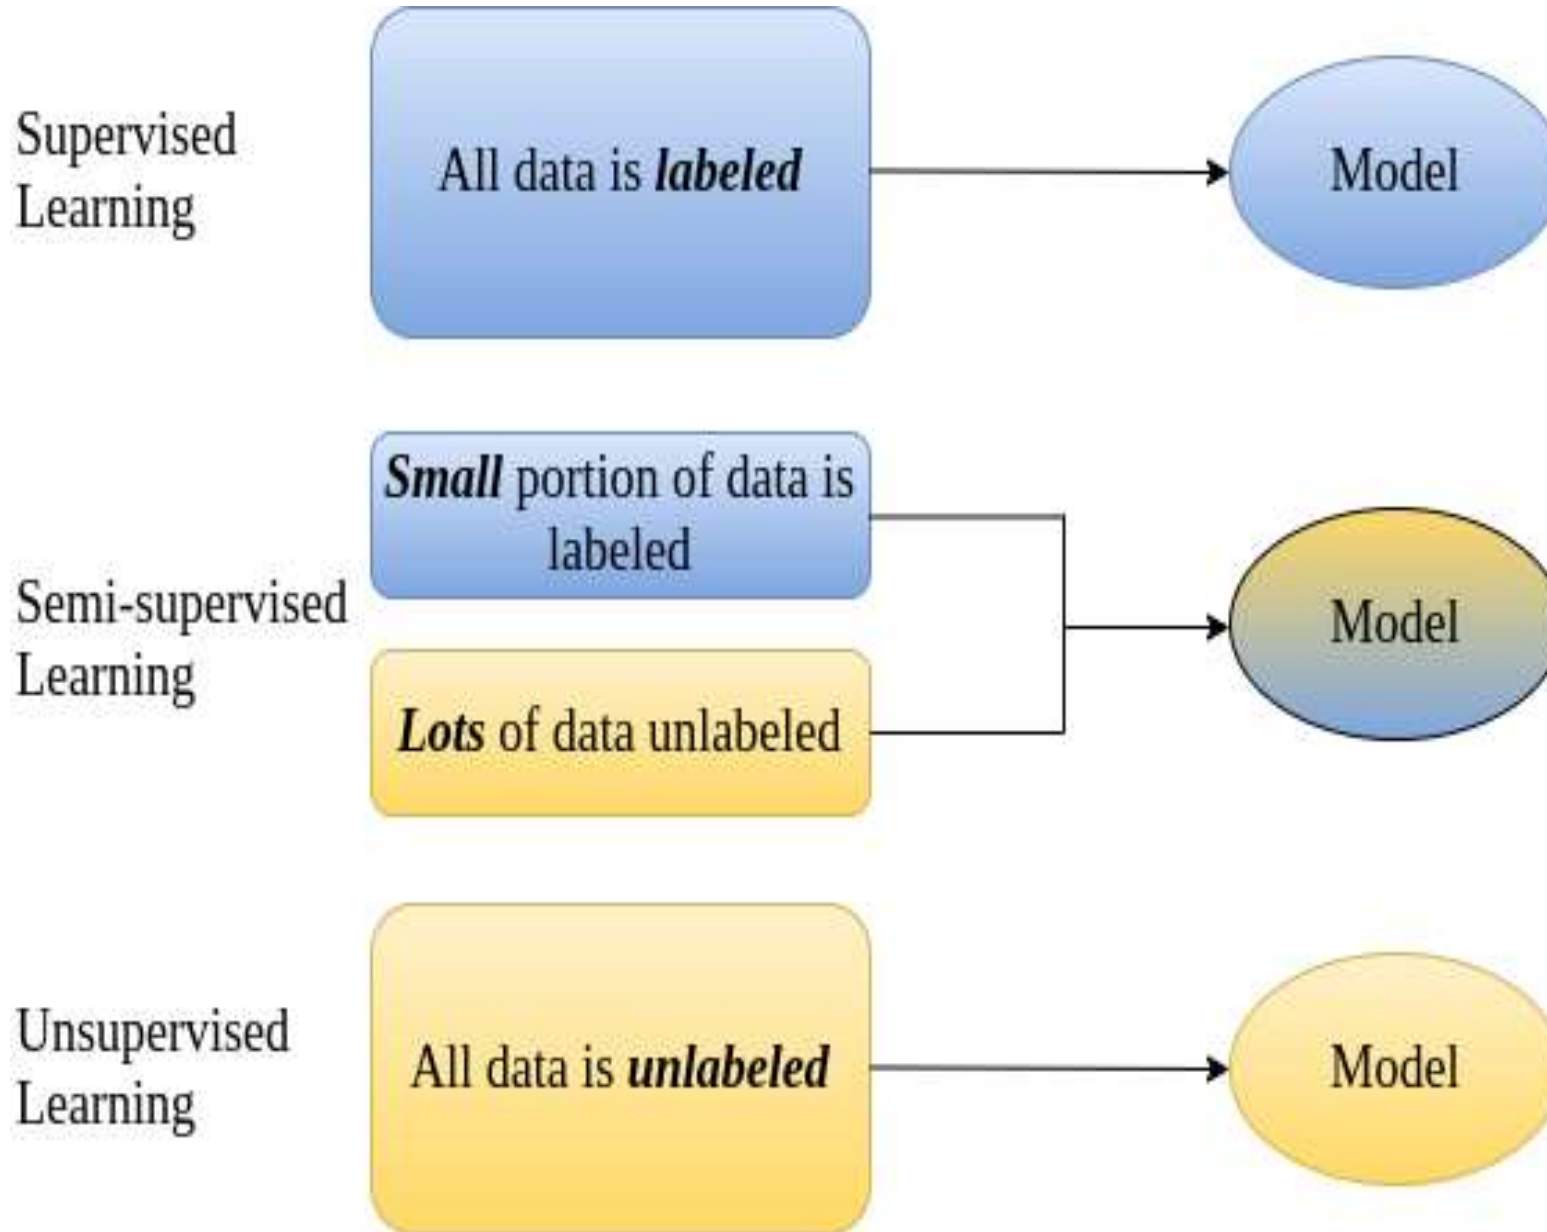 Supervised
Learning
All data is labeled
Model
Semi-supervised
Learning
Small portion of data is
labeled
Lots of data unlabeled
Model
Unsupervised
Learning
All data is unlabeled
Model